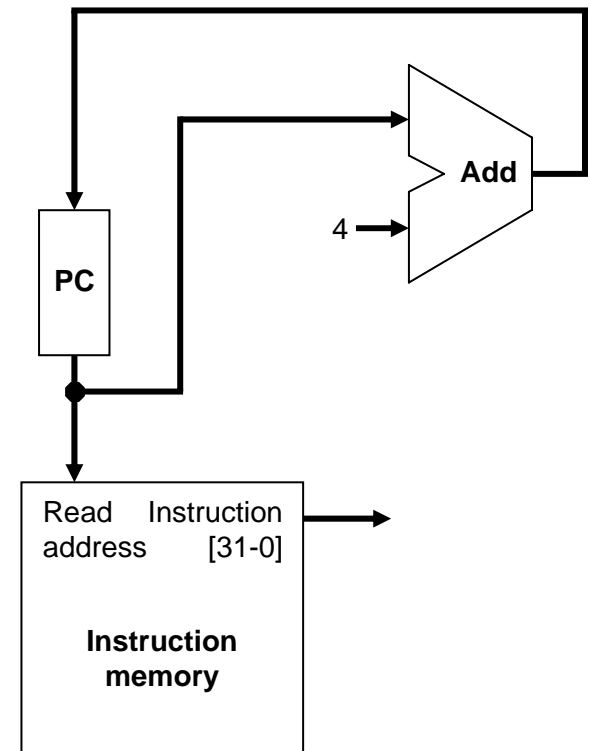 Add
4
PC
Read Instruction
address [31-0]
Instruction
memory